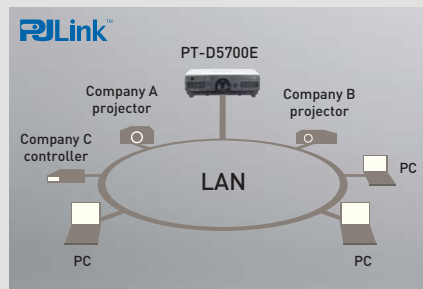 PJLink™
PT-D5700E
Company A
projector
Company B
projector
Company C
controller
LAN
PC
PC
PC